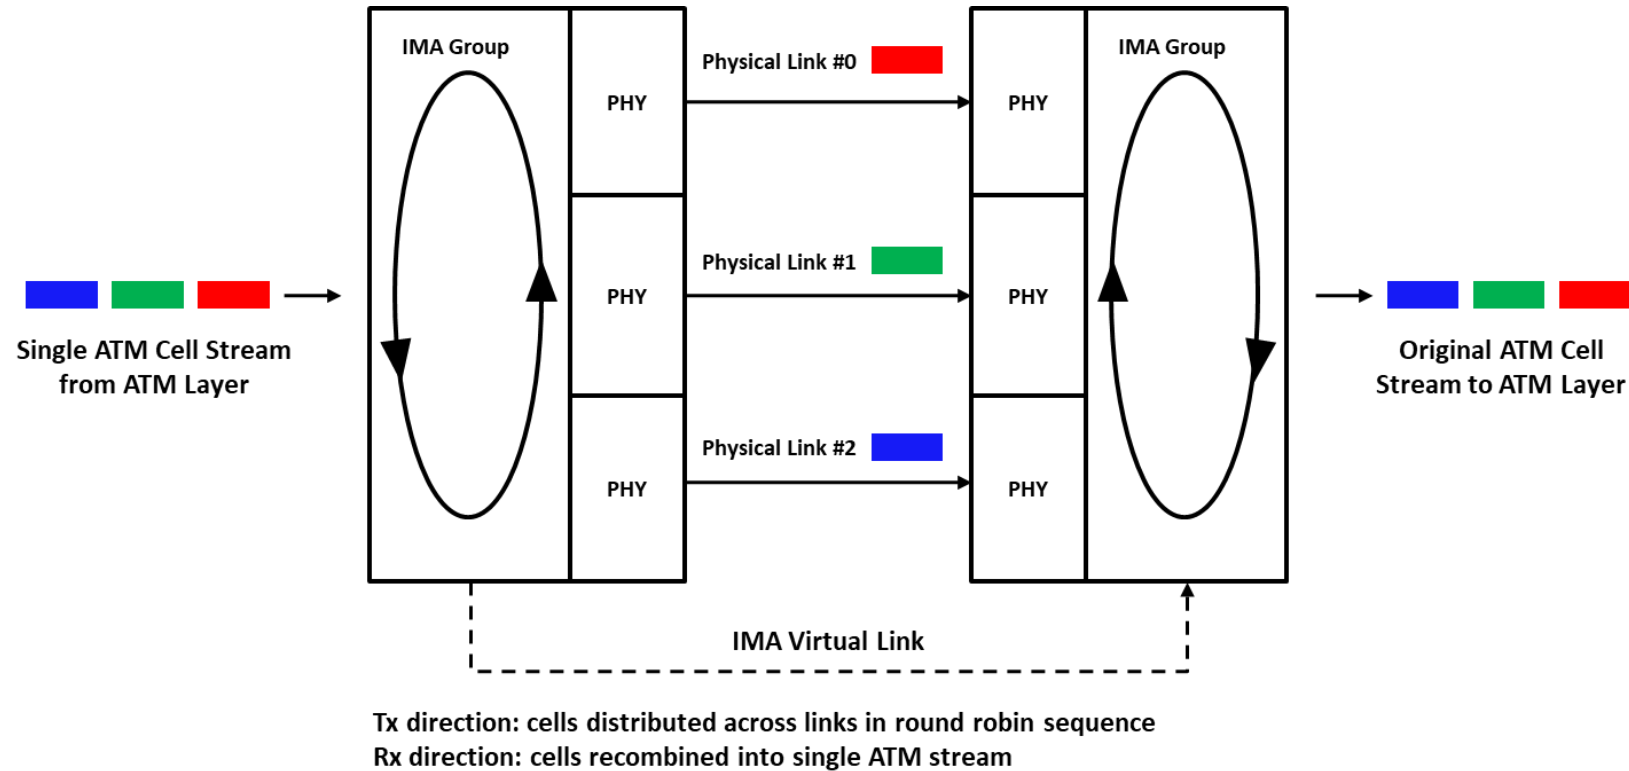 IMA Group
IMA Group
Physical Link #0
PHY
PHY
Physical Link #1
PHY
PHY
Single ATM Cell Stream
from ATM Layer
Original ATM Cell
Stream to ATM Layer
Physical Link #2
PHY
PHY
IMA Virtual Link
Tx direction: cells distributed across links in round robin sequence
Rx direction: cells recombined into single ATM stream